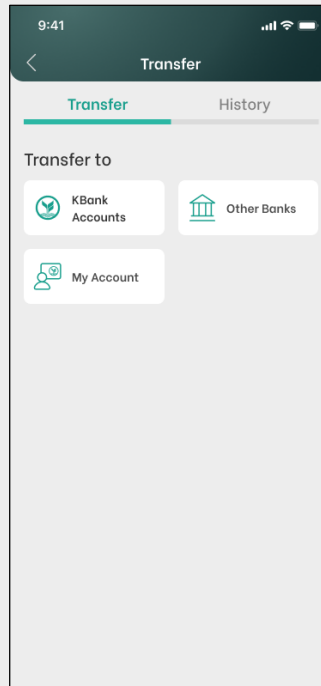 9:41
Transfer
Transfer History
Transfer to
KBank
Accounts
Other Banks
My Account